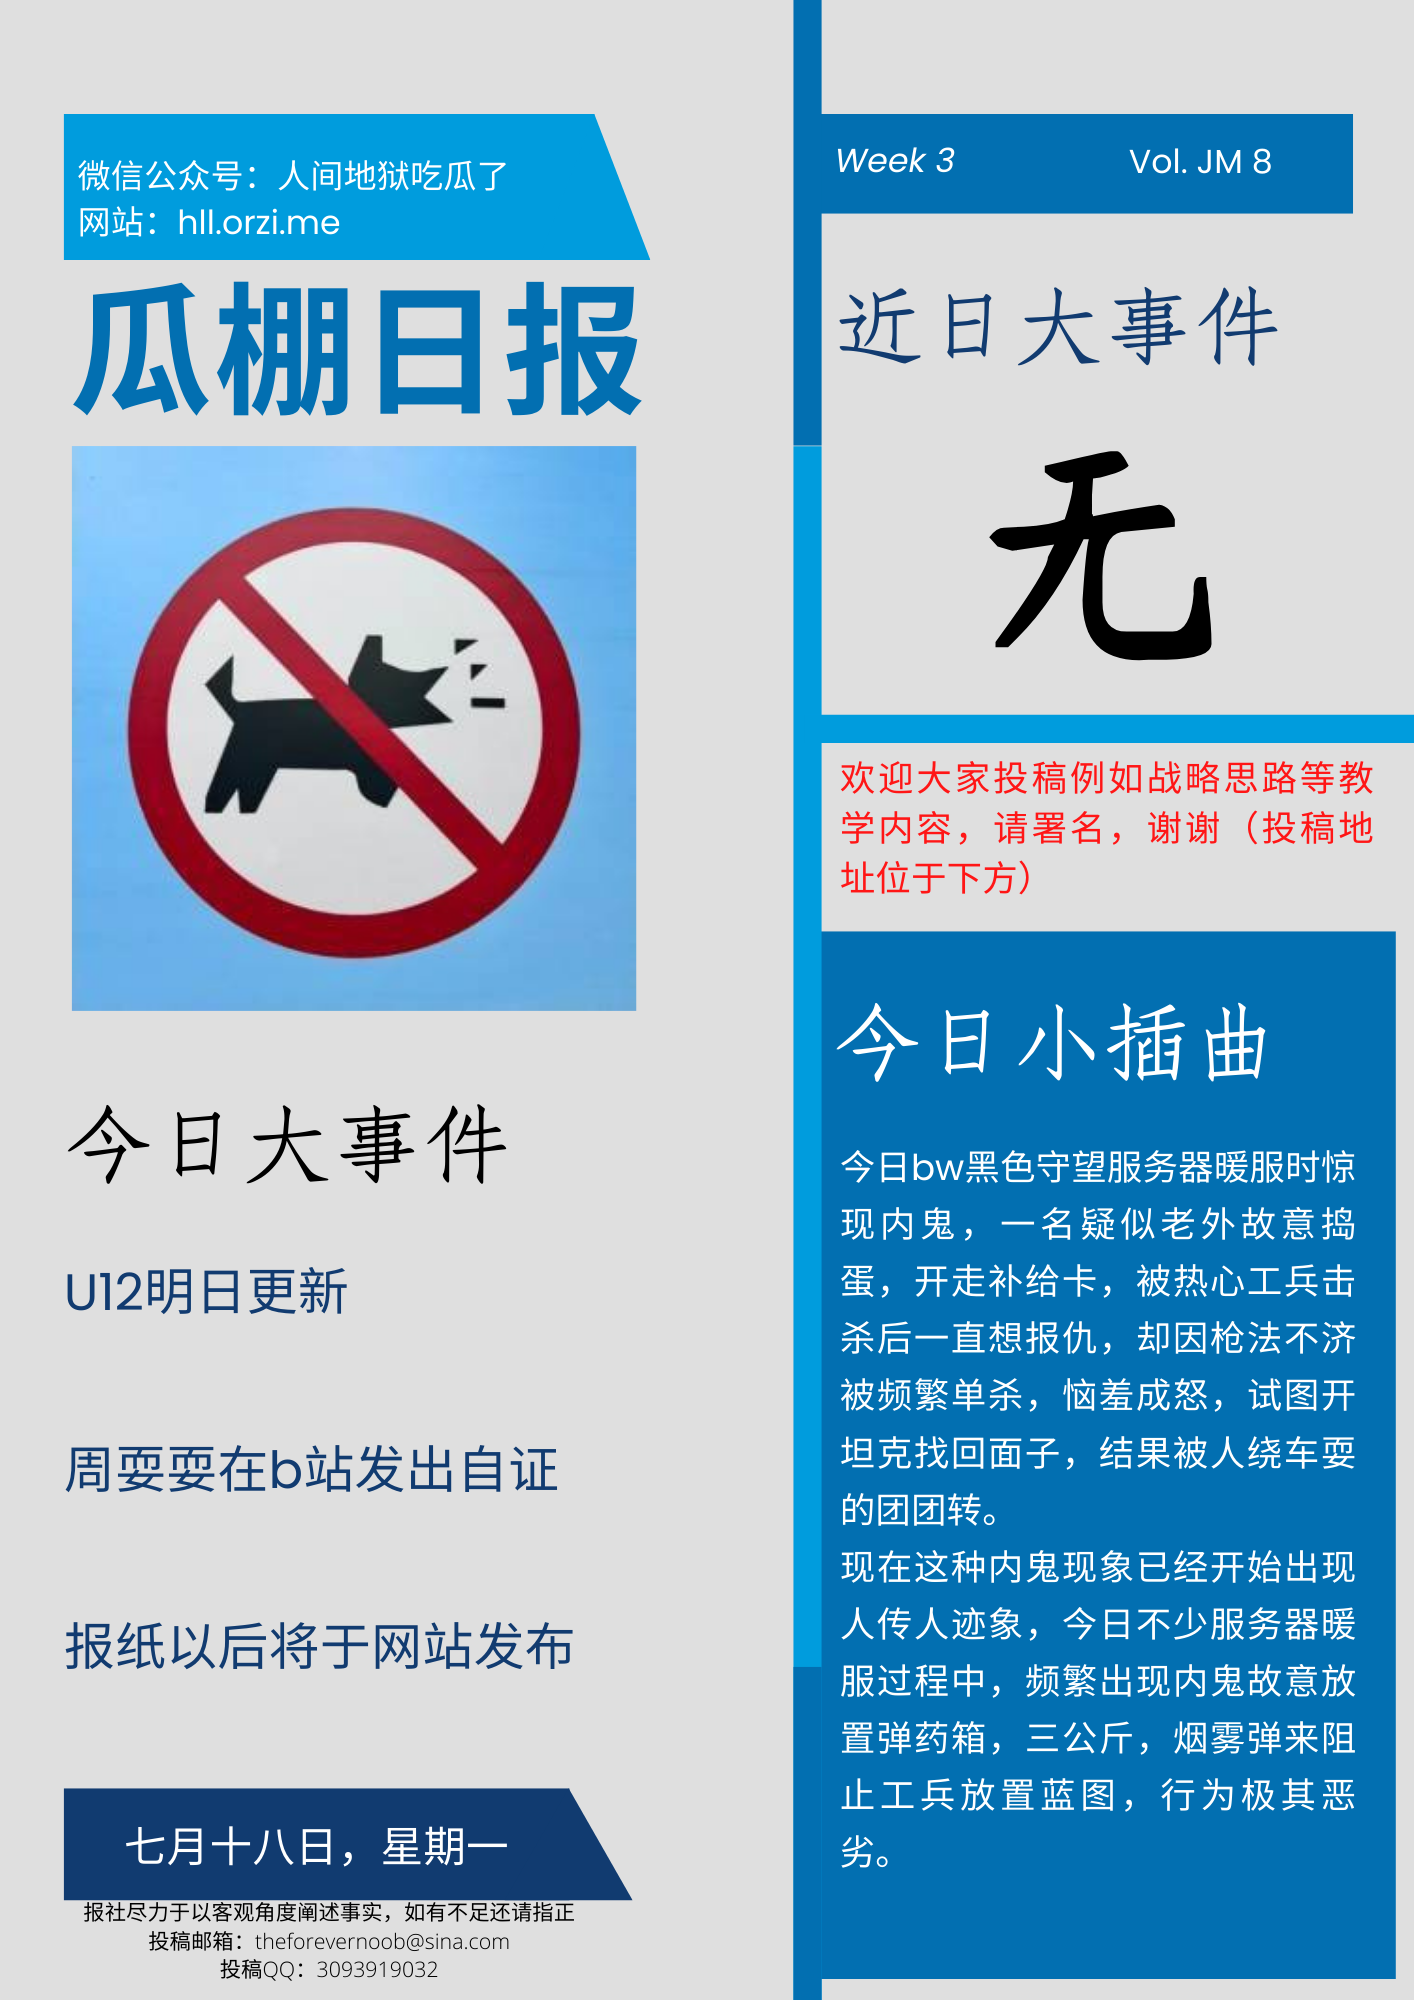 微信公众号：人间地狱吃瓜了
网站：hll.orzi.me
瓜棚日报
今日大事件
U12明日更新
周耍耍在b站发出自证
报纸以后将于网站发布
七月十八日，星期一
报社尽力于以客观角度阐述事实，如有不足还请指正
投稿邮箱：theforevernoob@sina.com
投稿QQ：3093919032
Week 3
Vol. JM 8
近日大事件
无
欢迎大家投稿例如战略思路等教
学内容，请署名，谢谢（投稿地
址位于下方）
今日小插曲
今日bw黑色守望服务器暖服时惊
现内鬼，一名疑似老外故意捣
蛋，开走补给卡，被热心工兵击
杀后一直想报仇，却因枪法不济
被频繁单杀，恼羞成怒，试图开
坦克找回面子，结果被人绕车耍
的团团转。
现在这种内鬼现象已经开始出现
人传人迹象，今日不少服务器暖
服过程中，频繁出现内鬼故意放
置弹药箱，三公斤，烟雾弹来阻
止工兵放置蓝图，行为极其恶
劣。